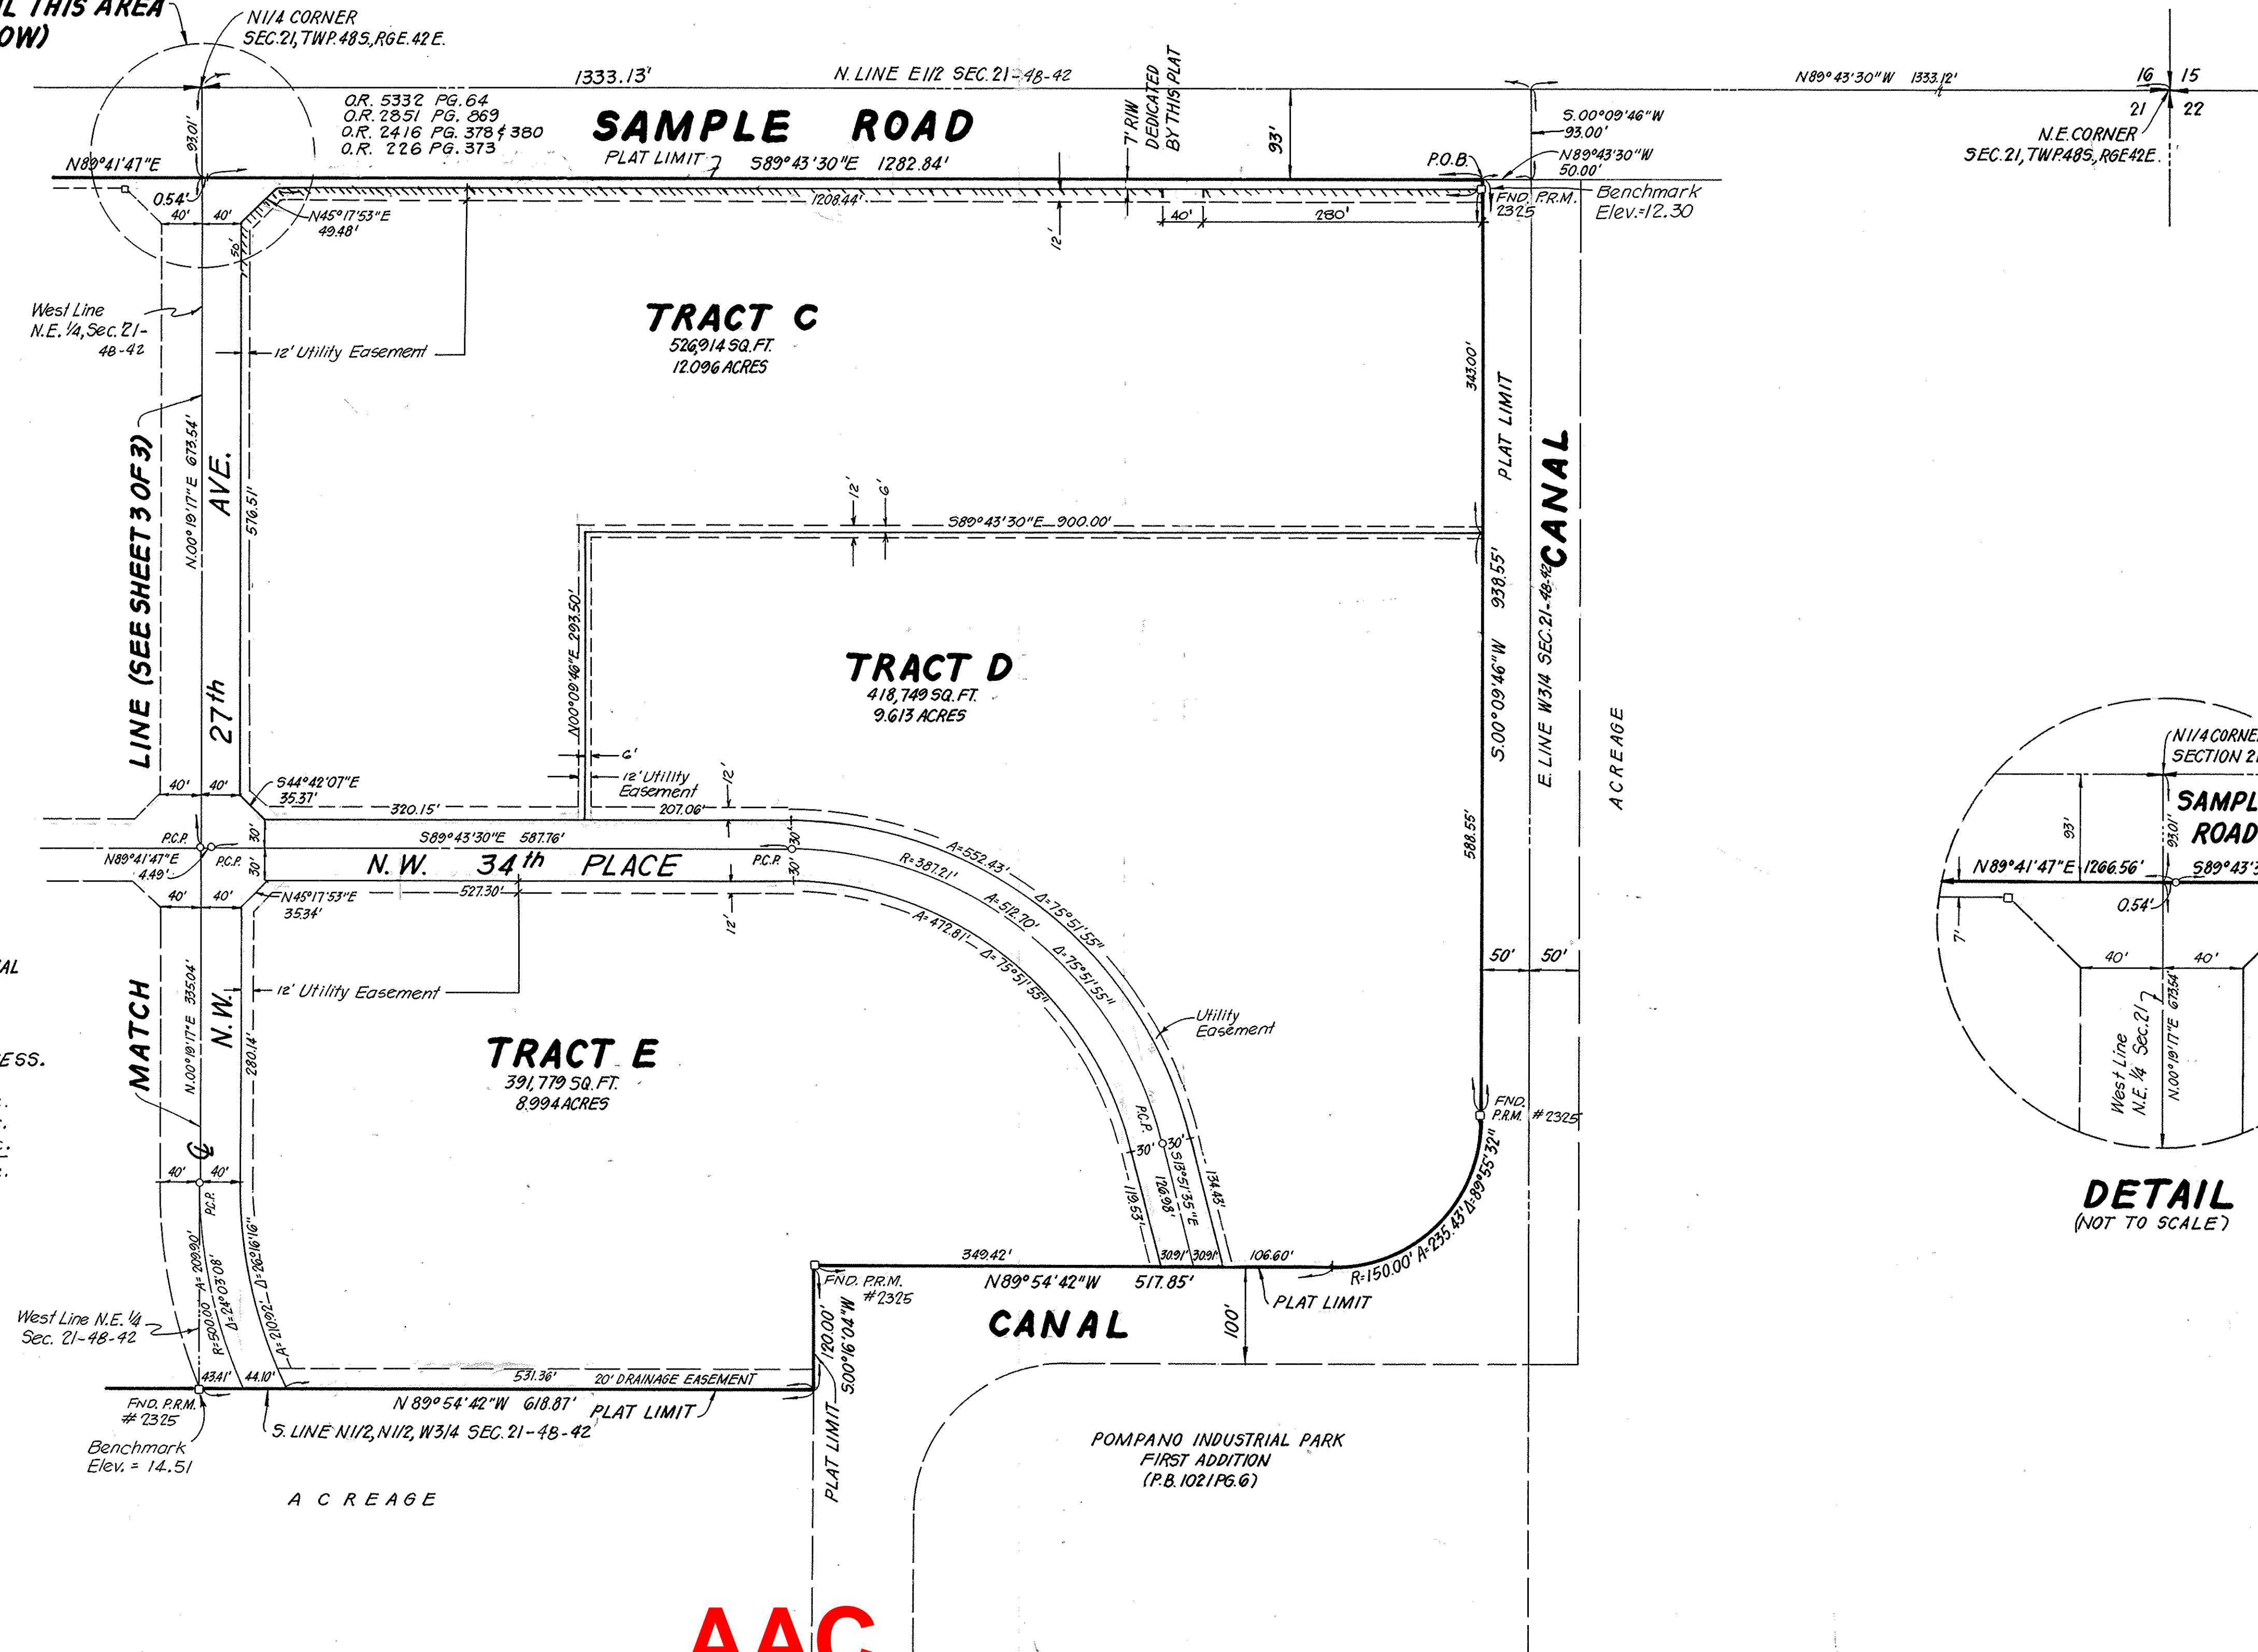 L THIS AREA
OW)
N1/4 CORNER
SEC.21, TWP.48S., RGE.42E.
1333.13'
N. LINE E1/2 SEC.21-48-42
N89°43'30"W 1333.12'
16 15
21 22
N.E. CORNER
SEC.21, TWP.48S., RGE42E.
O.R. 5332 PG.64
O.R. 2851 PG. 869
O.R. 2416 PG. 378 & 380
O.R. 226 PG. 373
SAMPLE ROAD
PLAT LIMIT
S89°43'30"E 1282.84'
7' R/W
DEDICATED
BY THIS PLAT
93'
S.00°09'46"W
93.00'
N89°43'30"W
50.00'
P.O.B.
FND. P.R.M.
2325
Benchmark
Elev.=12.30
93.01'
N89°41'47"E
0.54'
40' 40'
N45°17'53"E
49.48'
50'
1208.44'
12'
40'
280'
West Line
N.E. 1/4, Sec. 21-
48-42
12' Utility Easement
TRACT C
526,914 SQ. FT.
12.096 ACRES
343.00'
PLAT LIMIT
CANAL
LINE (SEE SHEET 3 OF 3)
N.00°19'17"E 673.54'
27th AVE.
576.51'
12'
6'
S89°43'30"E 900.00'
N00°09'46"E 293.50'
TRACT D
418,749 SQ. FT.
9.613 ACRES
S.00°09'46"W 938.55'
E. LINE W3/4 SEC.21-48-42
ACREAGE
6'
12' Utility
Easement
40' 40'
S44°42'07"E
35.37'
320.15'
207.06'
12'
588.55'
P.C.P.
P.C.P.
N89°41'47"E
4.49'
30'
30'
S89°43'30"E 587.76'
N.W. 34th PLACE
P.C.P.
30'
30'
40' 40'
N45°17'53"E
35.34'
527.30'
12'
A=552.43' Δ=75°51'55"
R=387.21' A=512.70' Δ=75°51'55"
A=472.81' Δ=75°51'55"
50' 50'
AL
MATCH
N.00°19'17"E 335.04'
N.W.
280.14'
12' Utility Easement
Utility
Easement
ESS.
TRACT E
391,779 SQ. FT.
8.994 ACRES
FND.
P.R.M. #2325
P.C.P.
30' 30'
119.53'
126.98'
S13°51'35"E
134.43'
40' 40'
P.C.P.
R=500.00 A=209.90'
Δ=24°03'08"
A=210.92' Δ=26°16'16"
349.42'
30.91' 30.91'
106.60'
R=150.00' A=235.43' Δ=89°55'32"
FND. P.R.M.
#2325
N89°54'42"W 517.85'
PLAT LIMIT
CANAL
100'
120.00'
S.00°16'04"W
West Line N.E. 1/4
Sec. 21-48-42
43.41' 44.10'
531.36'
20' DRAINAGE EASEMENT
FND. P.R.M.
#2325
N 89°54'42"W 618.87'
PLAT LIMIT
S. LINE N1/2, N1/2, W3/4 SEC. 21-48-42
Benchmark
Elev. = 14.51
PLAT LIMIT
ACREAGE
POMPANO INDUSTRIAL PARK
FIRST ADDITION
(P.B. 102/PG.6)
N1/4 CORNE
SECTION 21
SAMPL
ROAD
93'
93.01'
N89°41'47"E 1266.56'
S89°43'3
0.54'
7'
40' 40'
West Line
N.E. 1/4 Sec.21
N.00°19'17"E 673.54'
DETAIL
(NOT TO SCALE)
AAC